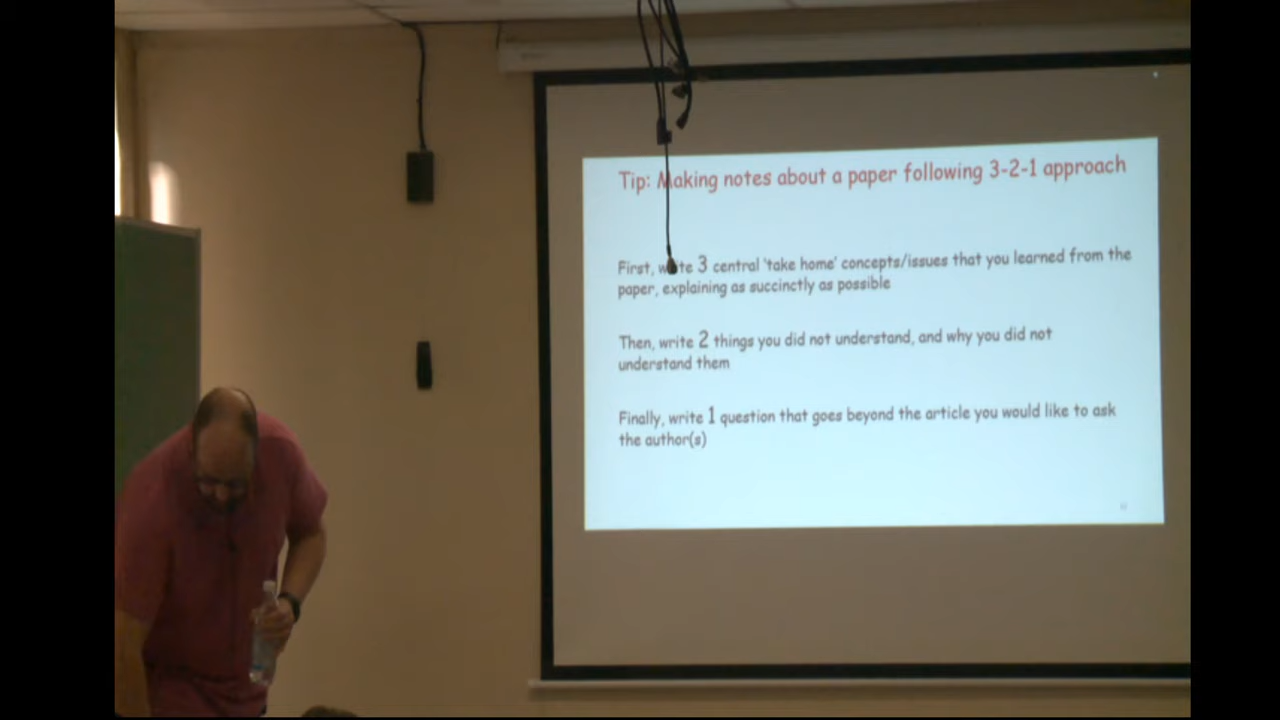 Tip: Making notes about a paper following 3-2-1 approach
First, write 3 central 'take home' concepts/issues that you learned from the
paper, explaining as succinctly as possible
Then, write 2 things you did not understand, and why you did not
understand them
Finally, write 1 question that goes beyond the article you would like to ask
the author(s)